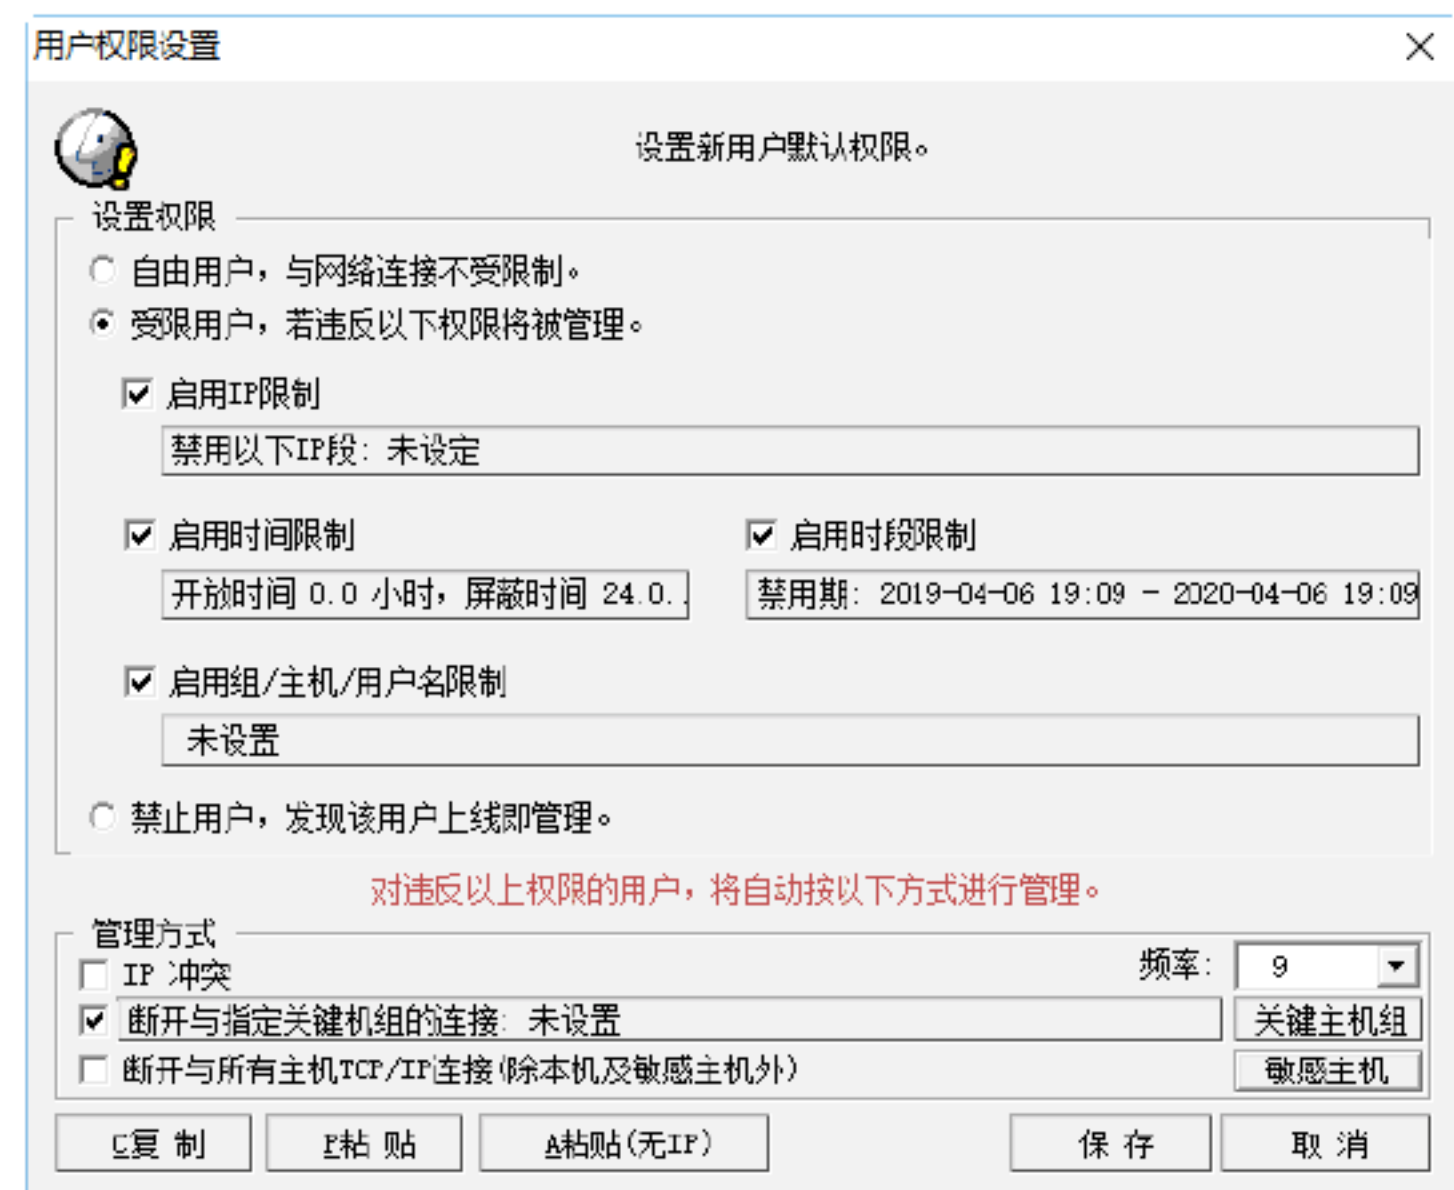 用户权限设置
设置新用户默认权限。
设置权限
自由用户，与网络连接不受限制。
受限用户，若违反以下权限将被管理。
启用IP限制
禁用以下IP段: 未设定
启用时间限制
启用时段限制
开放时间 0.0 小时，屏蔽时间 24.0..
禁用期: 2019-04-06 19:09 - 2020-04-06 19:09
启用组/主机/用户名限制
未设置
禁止用户，发现该用户上线即管理。
对违反以上权限的用户，将自动按以下方式进行管理。
管理方式
频率: 9
IP 冲突
断开与指定关键机组的连接: 未设置
关键主机组
断开与所有主机TCP/IP连接(除本机及敏感主机外)
敏感主机
C复 制
P粘 贴
A粘贴(无IP)
保 存
取 消